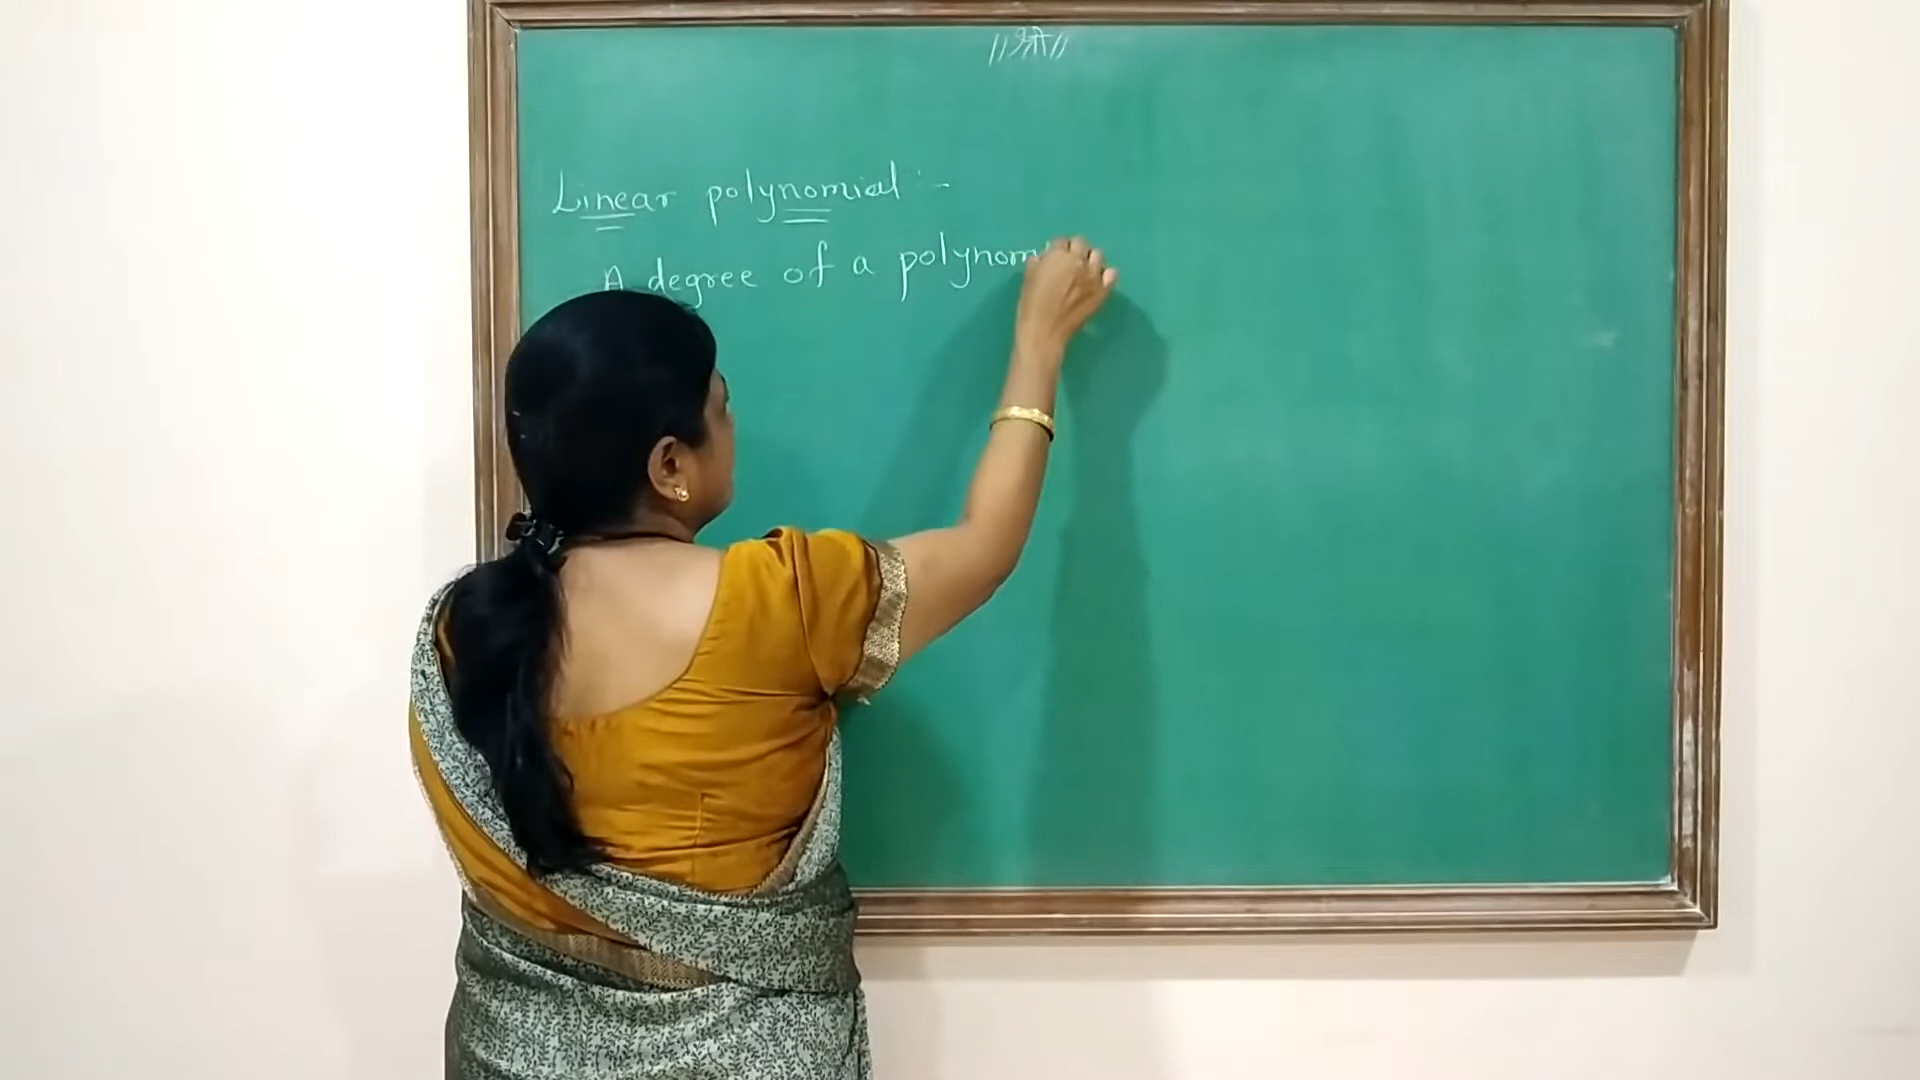 ॥श्री॥
Linear polynomial :-
A degree of a polynom